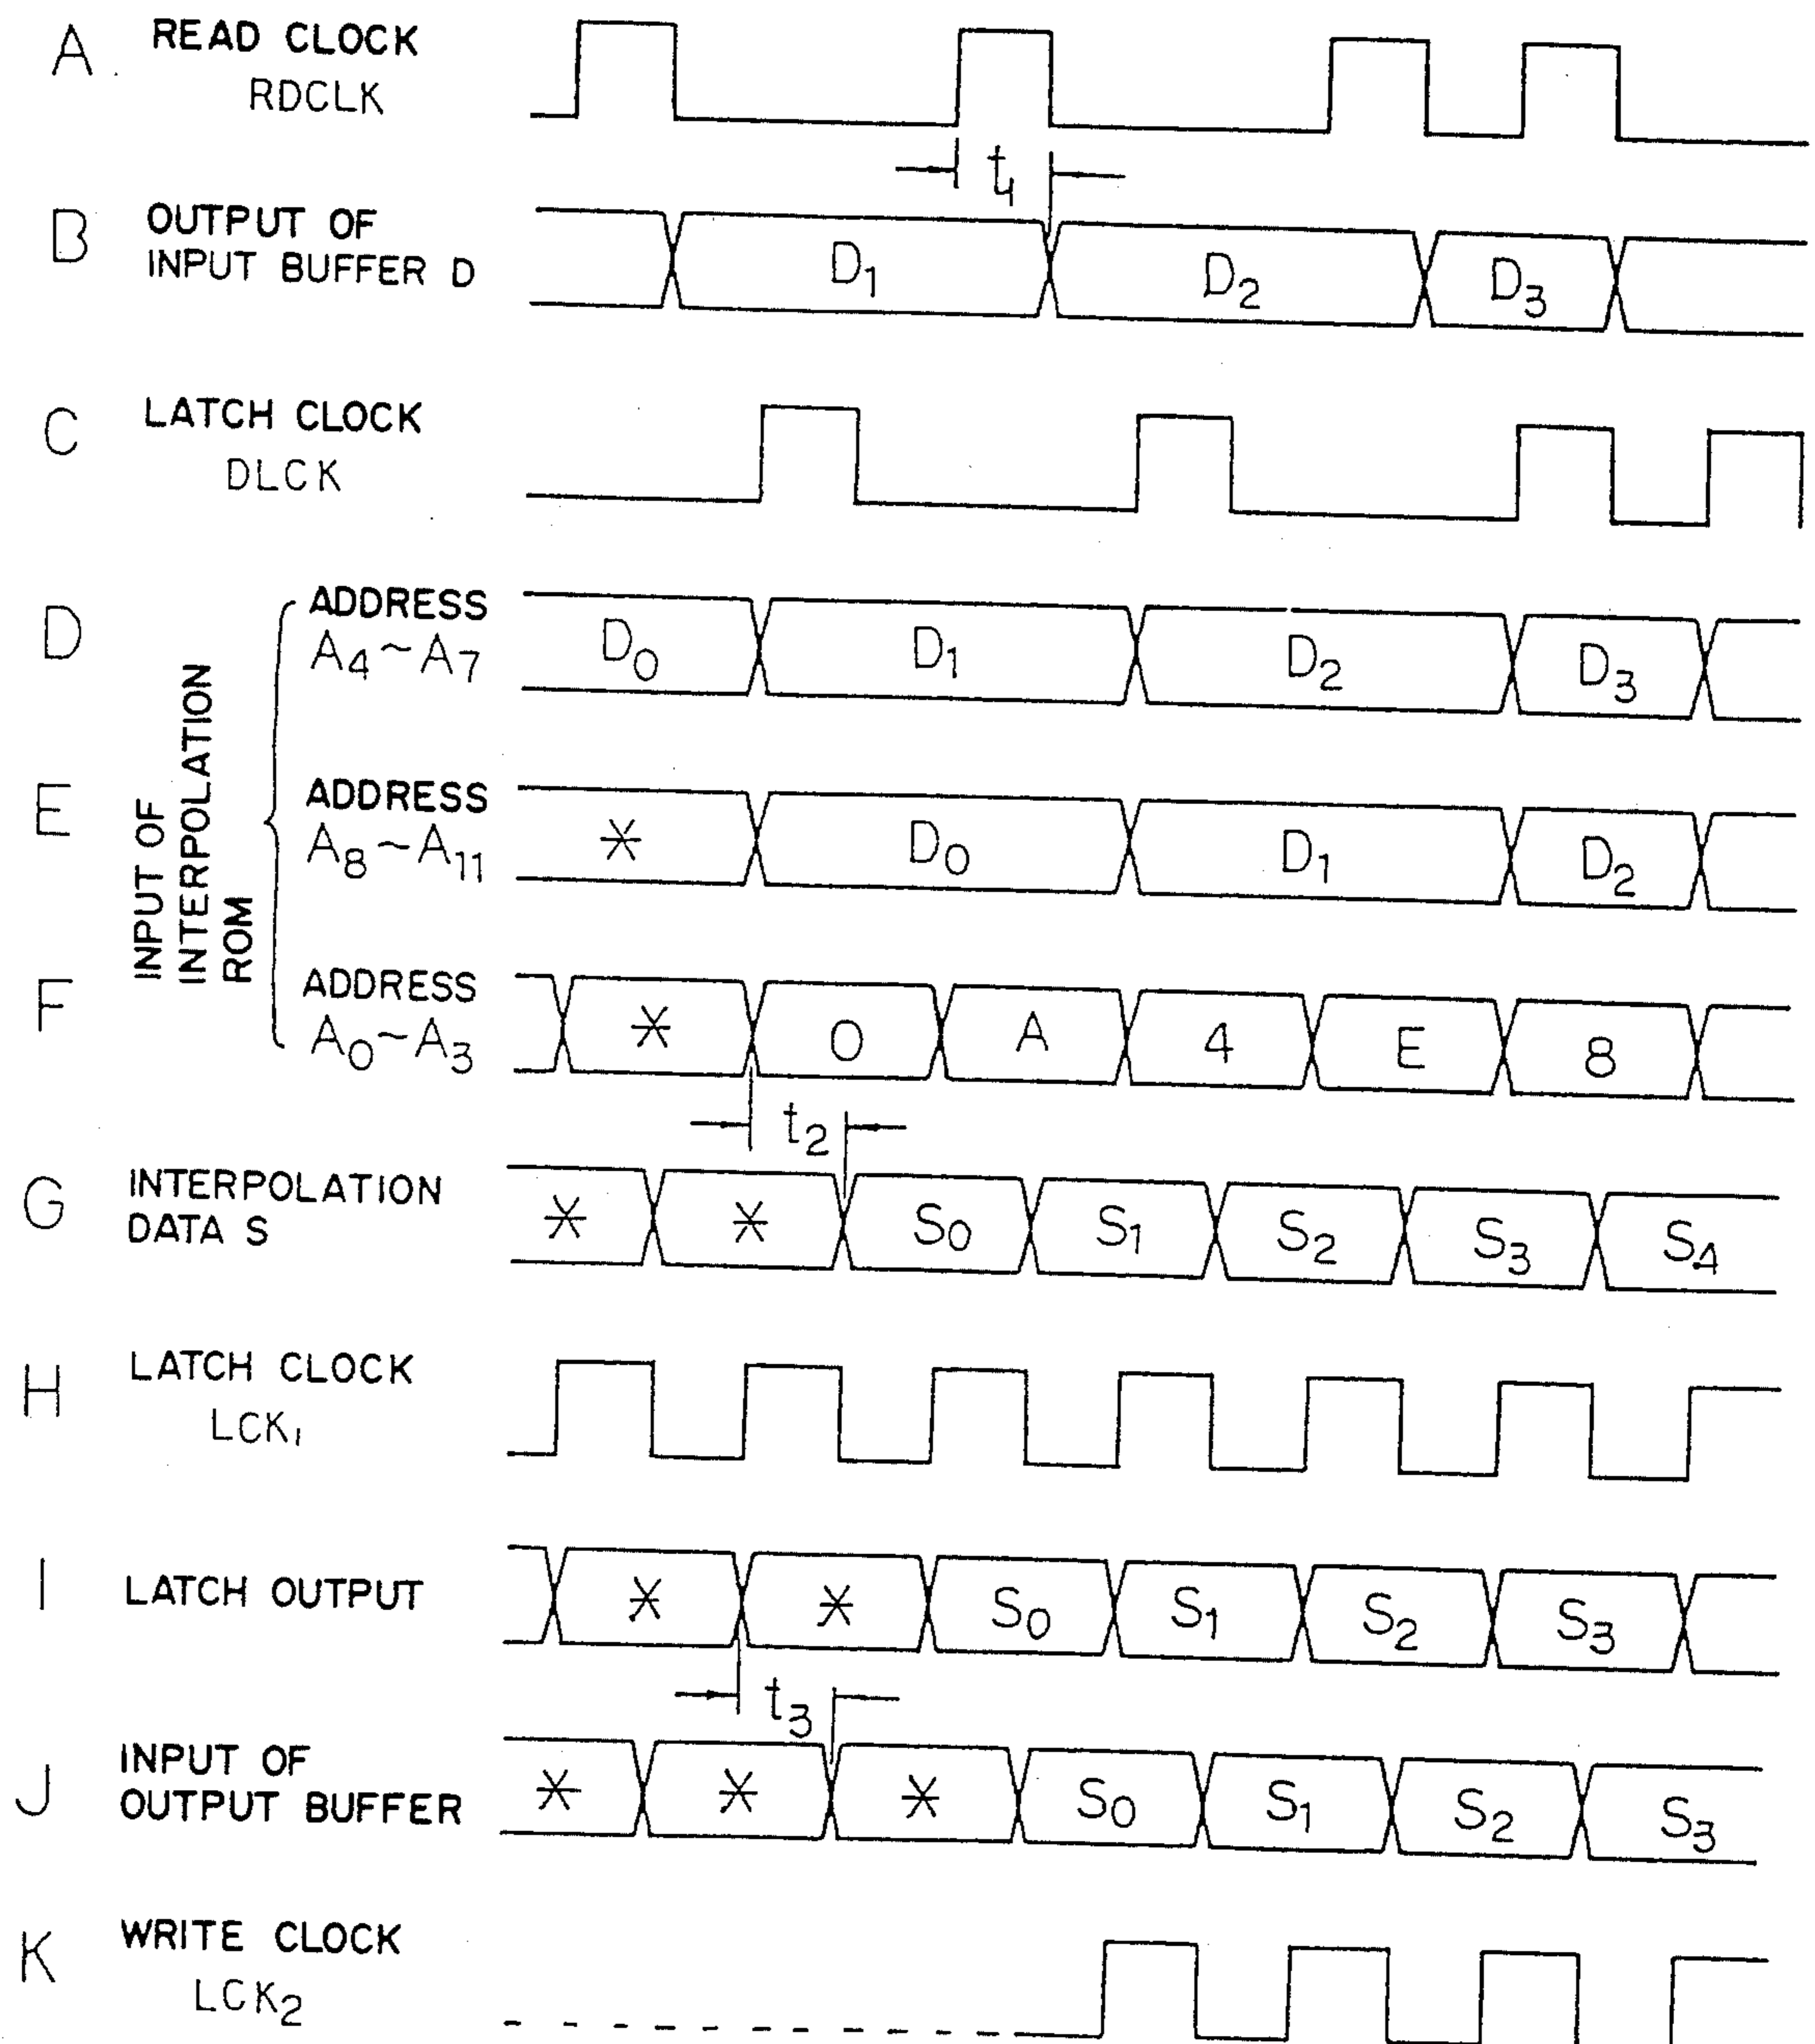 A READ CLOCK
RDCLK
t₁
B OUTPUT OF
INPUT BUFFER D
D₁ D₂ D₃
C LATCH CLOCK
DLCK
INPUT OF
INTERPOLATION
ROM
D ADDRESS
A₄~A₇
D₀ D₁ D₂ D₃
E ADDRESS
A₈~A₁₁
* D₀ D₁ D₂
F ADDRESS
A₀~A₃
* 0 A 4 E 8
t₂
G INTERPOLATION
DATA S
* * S₀ S₁ S₂ S₃ S₄
H LATCH CLOCK
LCK₁
I LATCH OUTPUT
* * S₀ S₁ S₂ S₃
t₃
J INPUT OF
OUTPUT BUFFER
* * * S₀ S₁ S₂ S₃
K WRITE CLOCK
LCK₂